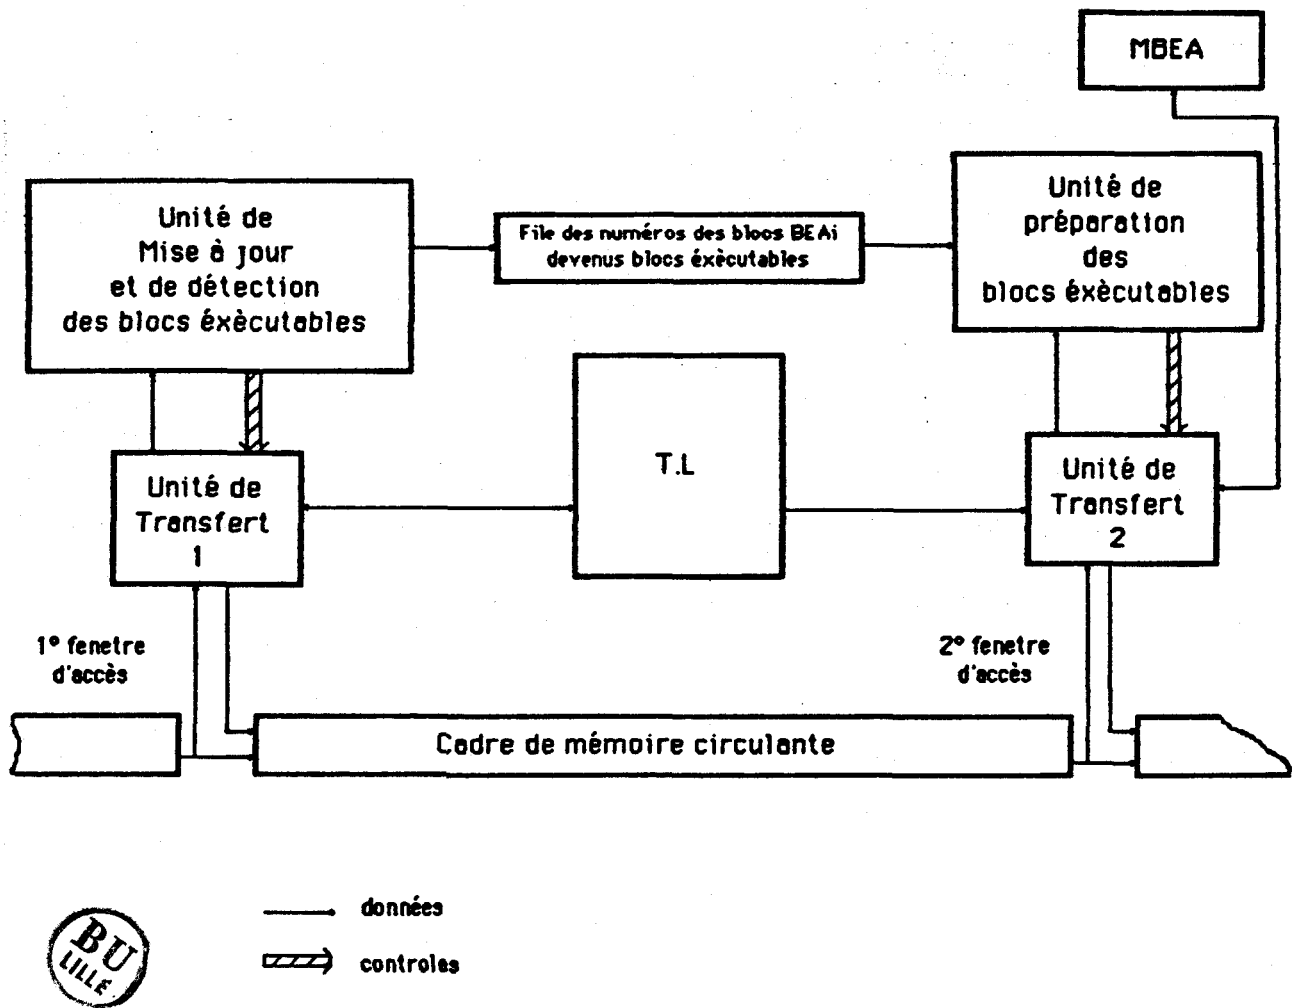 MBEA
Unité de
Mise à jour
et de détection
des blocs éxècutables
File des numéros des blocs BEAi
devenus blocs éxècutables
Unité de
préparation
des
blocs éxècutables
T.L
Unité de
Transfert
1
Unité de
Transfert
2
1° fenetre
d'accès
2° fenetre
d'accès
Cadre de mémoire circulante
BU
LILLE
données
controles